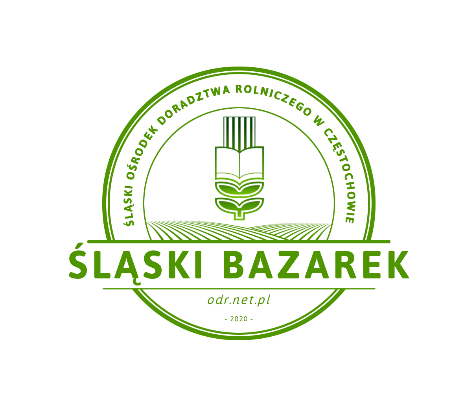 ŚLĄSKI OŚRODEK DORADZTWA ROLNICZEGO W CZĘSTOCHOWIE
ŚLĄSKI BAZAREK
odr.net.pl
- 2020 -